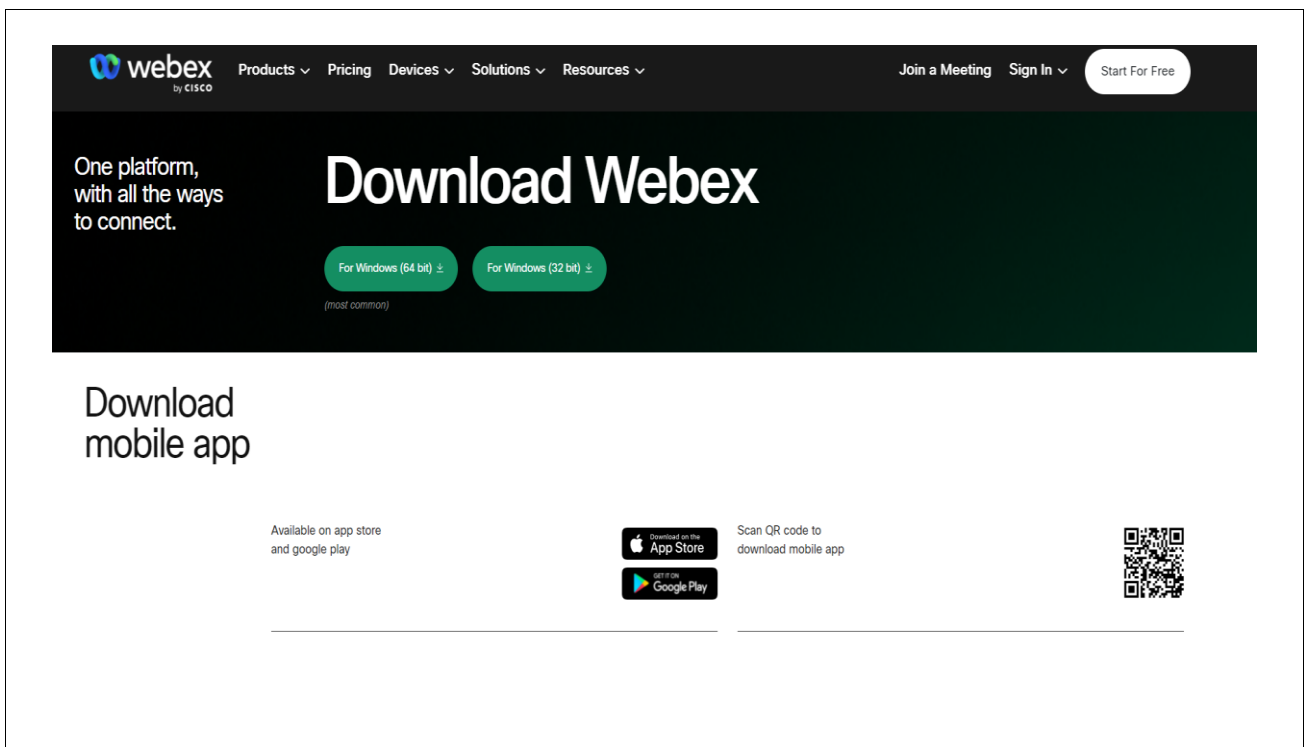 webex
by CISCO
Products
Pricing
Devices
Solutions
Resources
Join a Meeting
Sign In
Start For Free
One platform,
with all the ways
to connect.
Download Webex
For Windows (64 bit)
For Windows (32 bit)
(most common)
Download
mobile app
Available on app store
and google play
Download on the
App Store
GET IT ON
Google Play
Scan QR code to
download mobile app